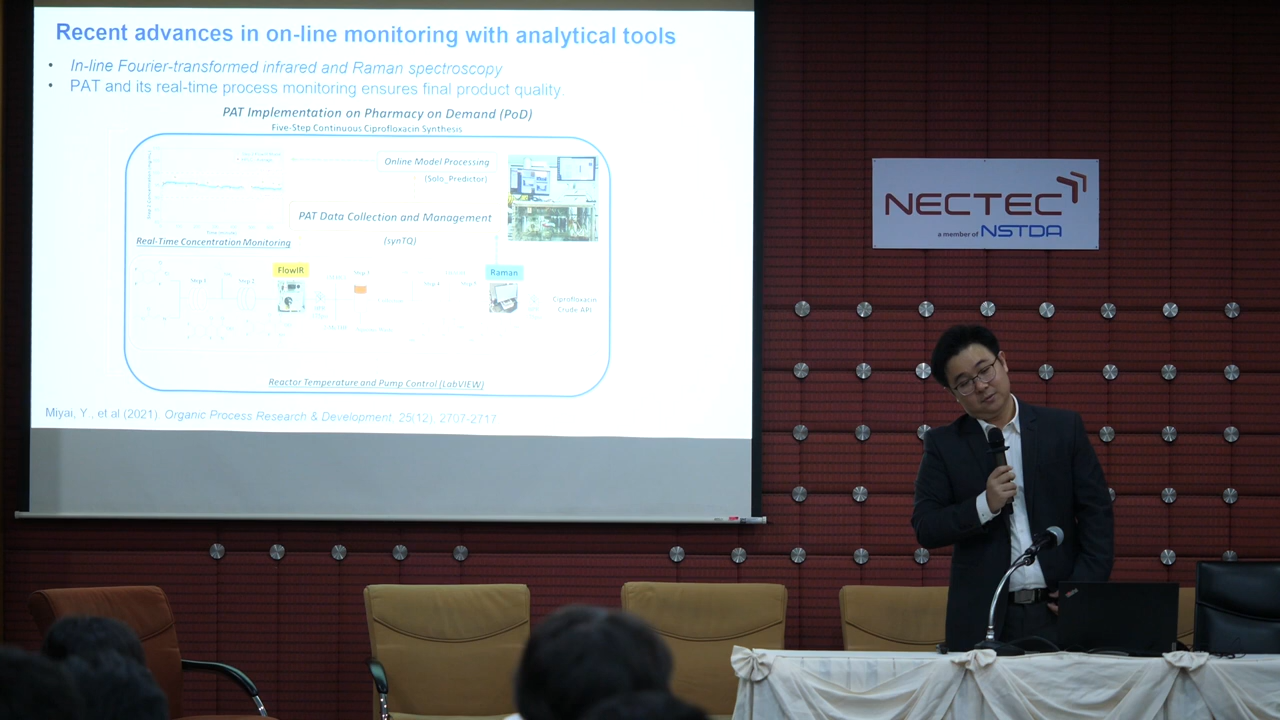 Recent advances in on-line monitoring with analytical tools
• In-line Fourier-transformed infrared and Raman spectroscopy
• PAT and its real-time process monitoring ensures final product quality.
PAT Implementation on Pharmacy on Demand (PoD)
Five-Step Continuous Ciprofloxacin Synthesis
Online Model Processing
(Solo_Predictor)
PAT Data Collection and Management
(synTQ)
Real-Time Concentration Monitoring
FlowIR
Raman
Ciprofloxacin
Crude API
Reactor Temperature and Pump Control (LabVIEW)
Miyai, Y., et al (2021). Organic Process Research & Development, 25(12), 2707-2717
NECTEC
a member of NSTDA